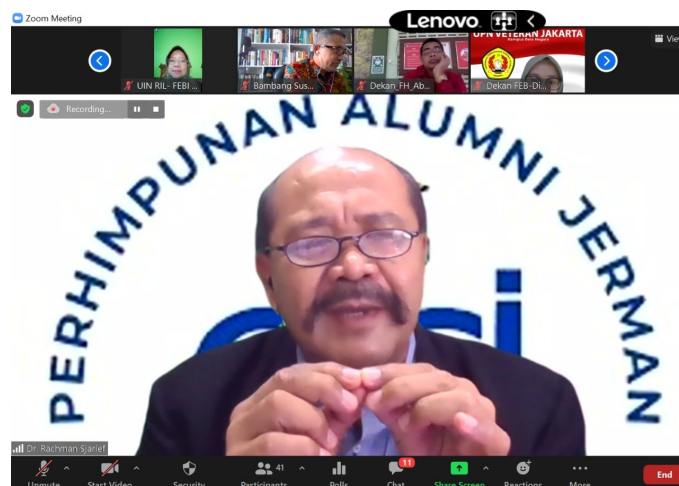 Zoom Meeting
Lenovo
View
UPN VETERAN JAKARTA
UIN RIL- FEBI ...
Bambang Sus...
Dekan_FH_Ab...
Dekan FEB-Di...
Recording...
PERHIMPUNAN ALUMNI JERMAN
Dr. Rachman Sjarief
Unmute
Start Video
Security
41
Participants
Polls
11
Chat
Share Screen
Reactions
More
End